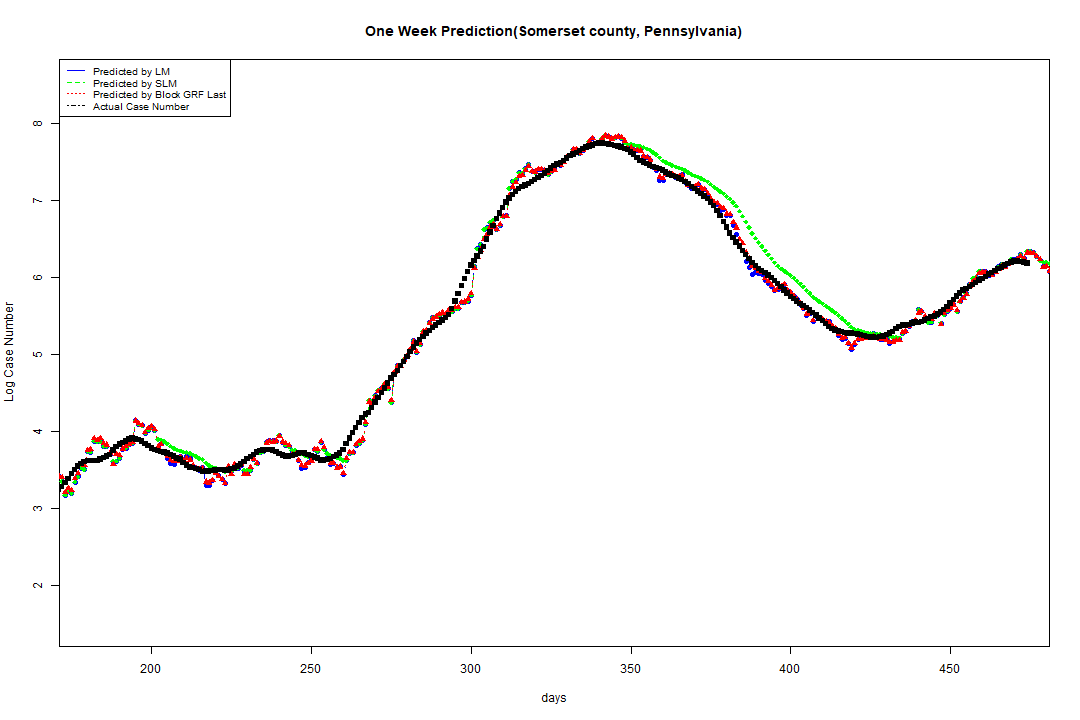 One Week Prediction(Somerset county, Pennsylvania)
Predicted by LM
Predicted by SLM
Predicted by Block GRF Last
Actual Case Number
8
7
6
5
4
3
2
Log Case Number
200 250 300 350 400 450
days